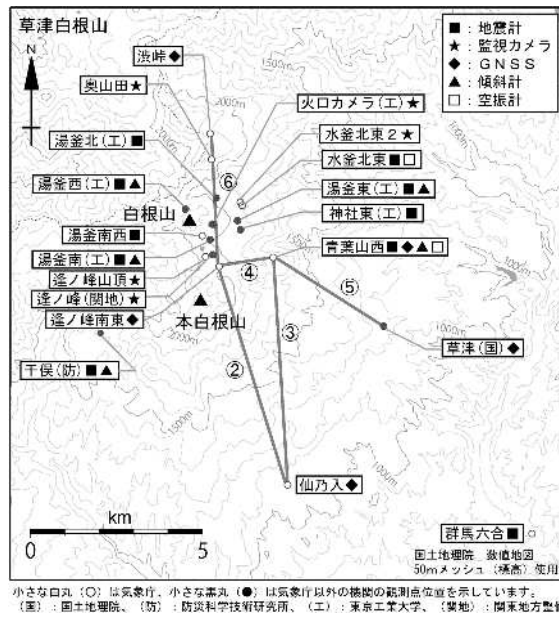 草津白根山
N
■:地震計
★:監視カメラ
◆:GNSS
▲:傾斜計
□:空振計
渋峠◆
奥山田★
湯釜北(工)■
湯釜西(工)■▲
白根山
湯釜南西■
湯釜南(工)■▲
逢ノ峰山頂★
逢ノ峰(関地)★
逢ノ峰南東◆
本白根山
干俣(防)■▲
火口カメラ(工)★
水釜北東2★
水釜北東■□
湯釜東(工)■▲
神社東(工)■
青葉山西■◆▲□
草津(国)◆
仙乃入◆
群馬六合■
⑥
④
⑤
③
②
1500m
2000m
1500m
1000m
1500m
1000m
2000m
1500m
1000m
km
0
5
国土地理院 数値地図
50mメッシュ(標高)使用
小さな白丸(○)は気象庁、小さな黒丸(●)は気象庁以外の機関の観測点位置を示しています。
(国):国土地理院、(防):防災科学技術研究所、(工):東京工業大学、(関地):関東地方整備